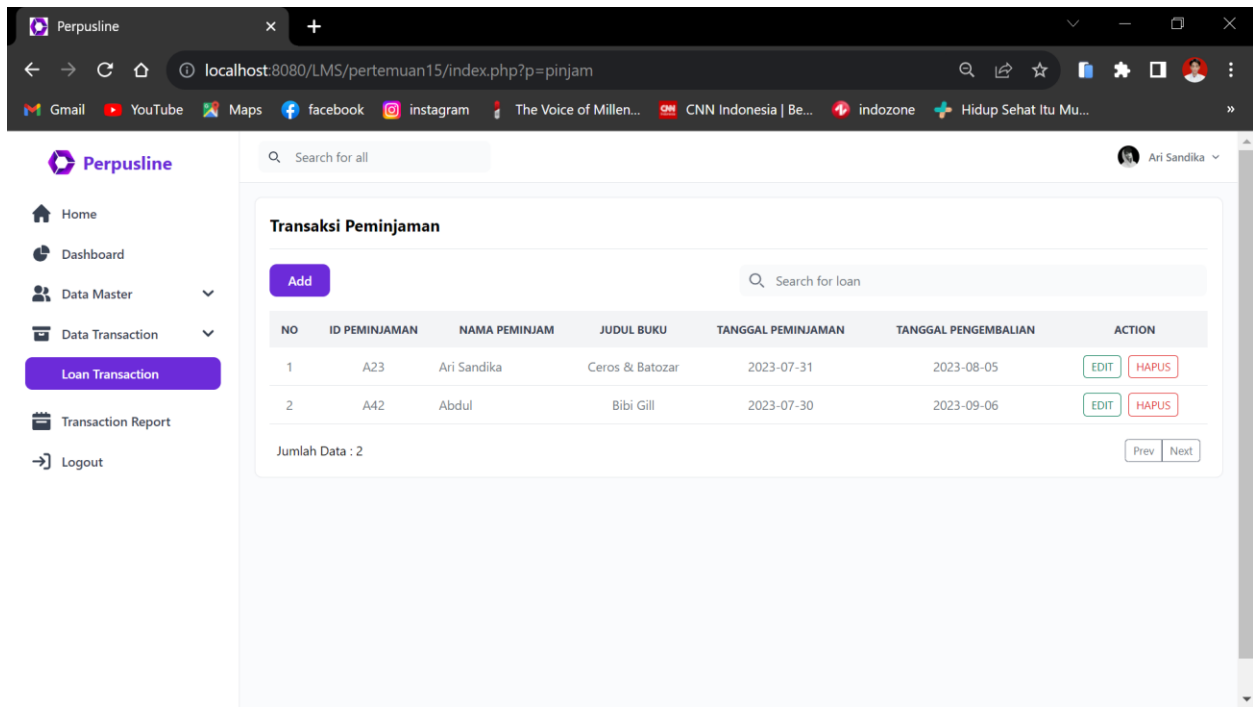 Perpusline
localhost:8080/LMS/pertemuan15/index.php?p=pinjam
Gmail YouTube Maps facebook instagram The Voice of Millen... CNN Indonesia | Be... indozone Hidup Sehat Itu Mu... »
Perpusline
Search for all
Ari Sandika
Home
Dashboard
Data Master
Data Transaction
Loan Transaction
Transaction Report
Logout
Transaksi Peminjaman
Add
Search for loan
NO ID PEMINJAMAN NAMA PEMINJAM JUDUL BUKU TANGGAL PEMINJAMAN TANGGAL PENGEMBALIAN ACTION
1 A23 Ari Sandika Ceros & Batozar 2023-07-31 2023-08-05 EDIT HAPUS
2 A42 Abdul Bibi Gill 2023-07-30 2023-09-06 EDIT HAPUS
Jumlah Data : 2
Prev Next